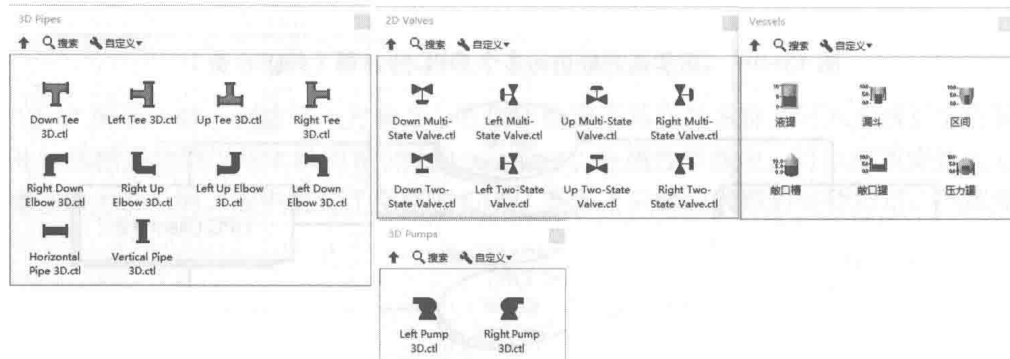 3D Pipes
搜索 自定义▾
Down Tee 3D.ctl
Left Tee 3D.ctl
Up Tee 3D.ctl
Right Tee 3D.ctl
Right Down Elbow 3D.ctl
Right Up Elbow 3D.ctl
Left Up Elbow 3D.ctl
Left Down Elbow 3D.ctl
Horizontal Pipe 3D.ctl
Vertical Pipe 3D.ctl
2D Valves
搜索 自定义▾
Down Multi-State Valve.ctl
Left Multi-State Valve.ctl
Up Multi-State Valve.ctl
Right Multi-State Valve.ctl
Down Two-State Valve.ctl
Left Two-State Valve.ctl
Up Two-State Valve.ctl
Right Two-State Valve.ctl
3D Pumps
搜索 自定义▾
Left Pump 3D.ctl
Right Pump 3D.ctl
Vessels
搜索 自定义▾
液罐
漏斗
区间
敞口槽
敞口罐
压力罐